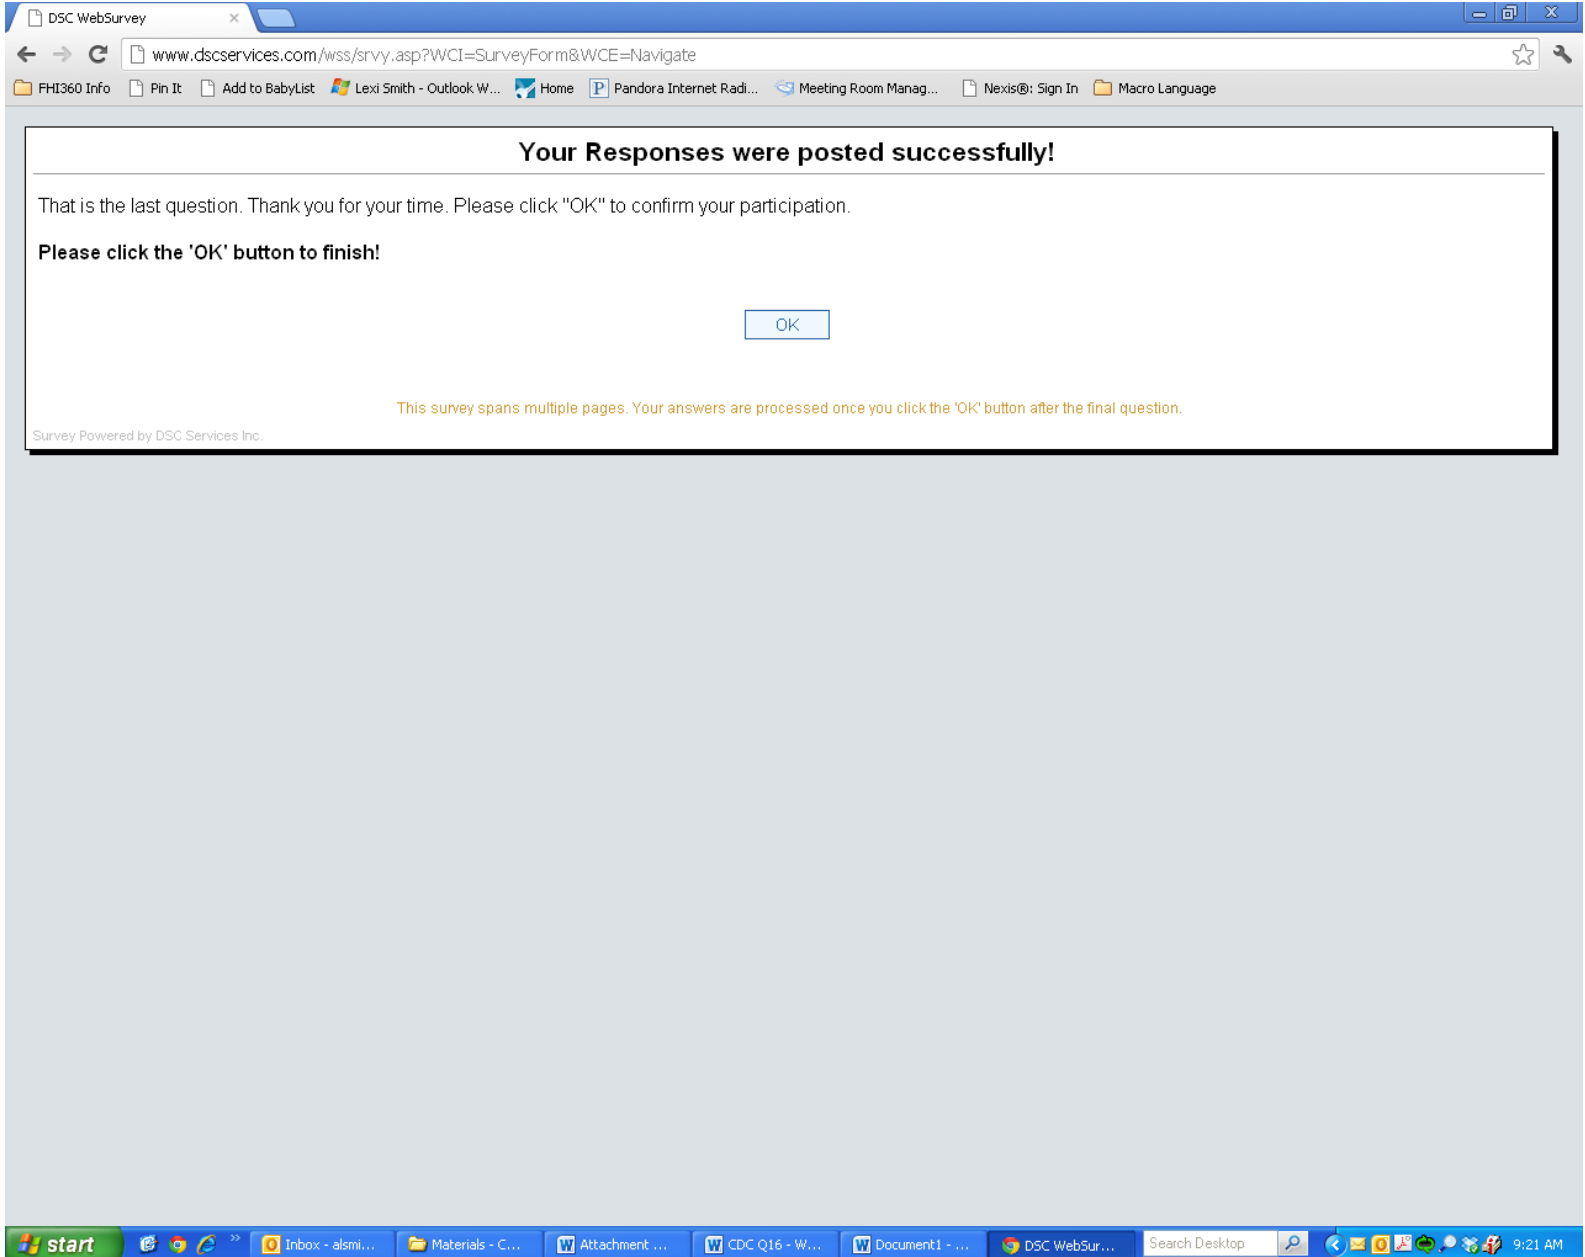 DSC WebSurvey
www.dscservices.com/wss/srvy.asp?WCI=SurveyForm&WCE=Navigate
FHI360 Info Pin It Add to BabyList Lexi Smith - Outlook W... Home Pandora Internet Radi... Meeting Room Manag... Nexis®: Sign In Macro Language
Your Responses were posted successfully!
That is the last question. Thank you for your time. Please click "OK" to confirm your participation.
Please click the 'OK' button to finish!
OK
This survey spans multiple pages. Your answers are processed once you click the 'OK' button after the final question.
Survey Powered by DSC Services Inc.
start Inbox - alsmi... Materials - C... Attachment ... CDC Q16 - W... Document1 - ... DSC WebSur... Search Desktop 9:21 AM